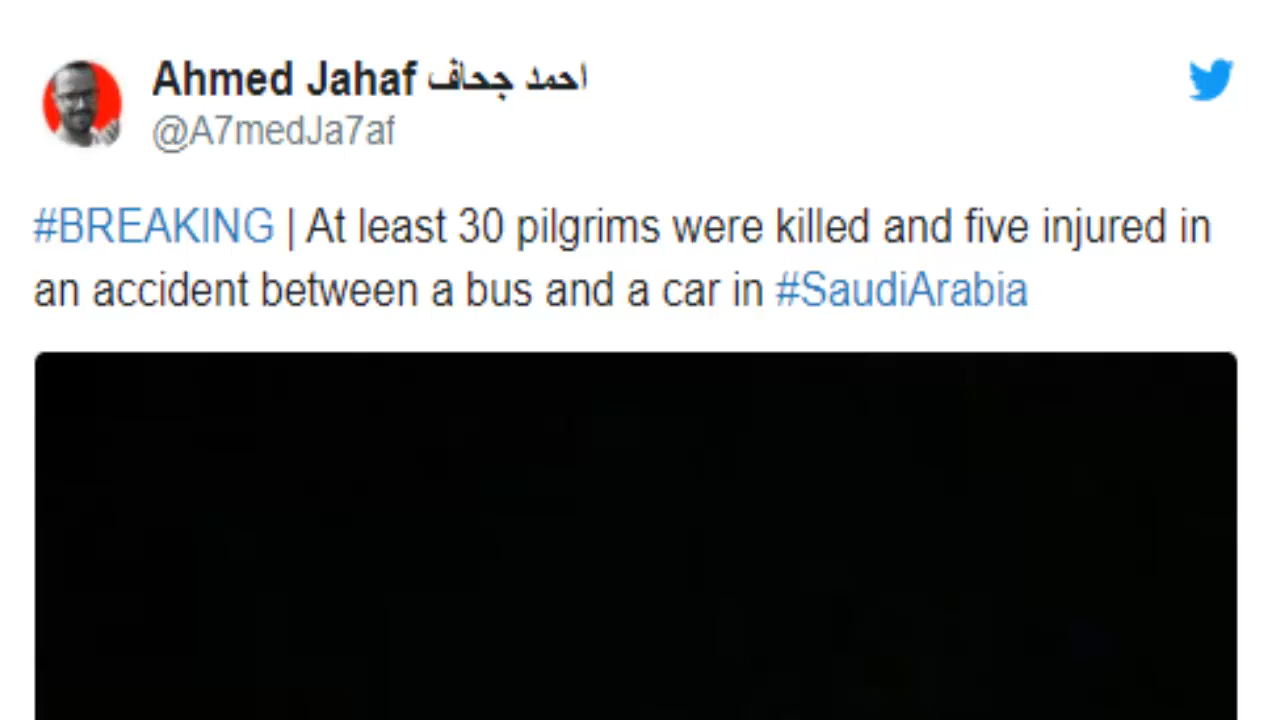 Ahmed Jahaf احمد جحاف
@A7medJa7af
#BREAKING | At least 30 pilgrims were killed and five injured in
an accident between a bus and a car in #SaudiArabia